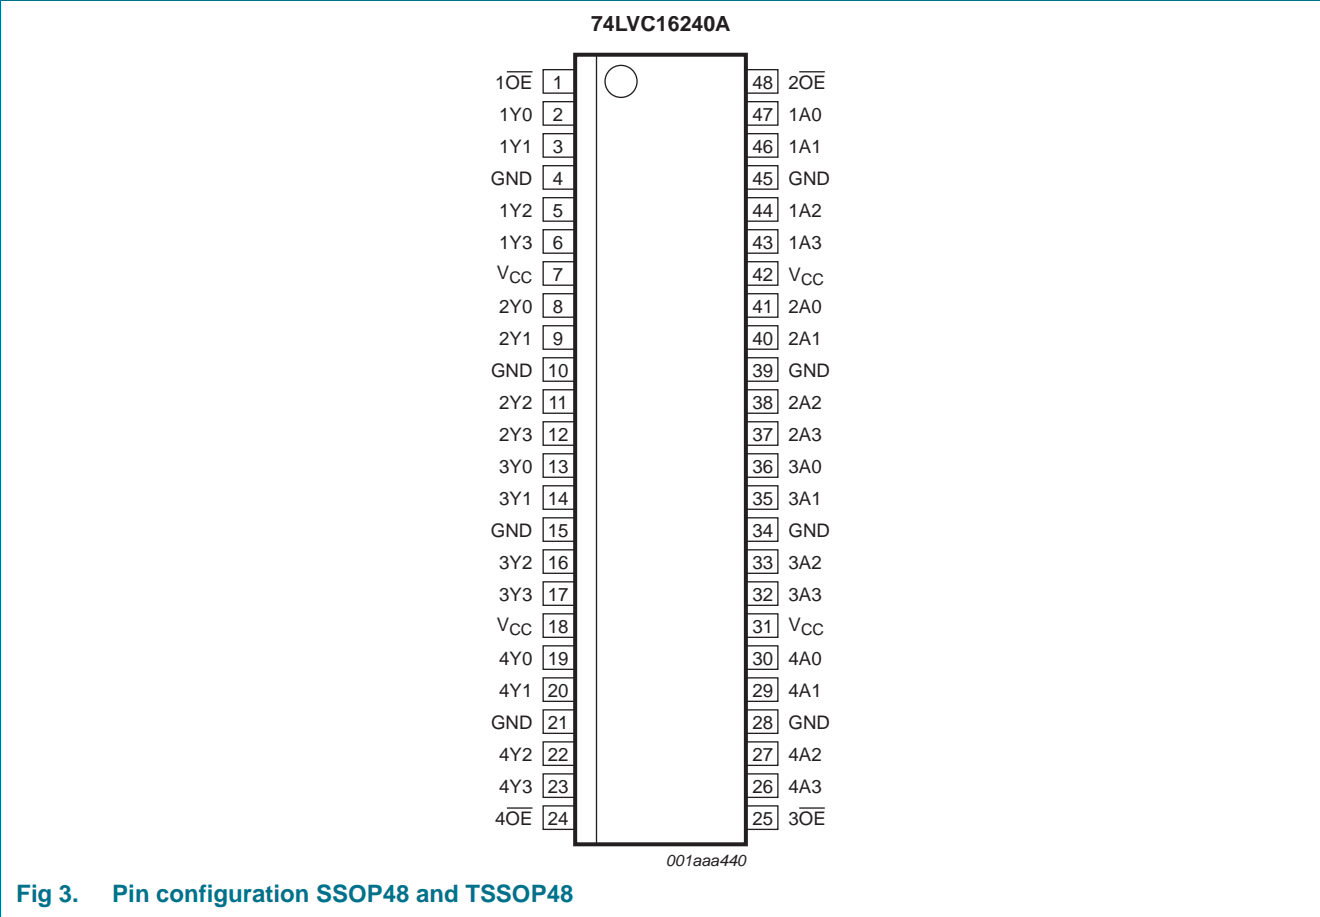 74LVC16240A
1O̅E̅ 1 48 2O̅E̅
1Y0 2 47 1A0
1Y1 3 46 1A1
GND 4 45 GND
1Y2 5 44 1A2
1Y3 6 43 1A3
VCC 7 42 VCC
2Y0 8 41 2A0
2Y1 9 40 2A1
GND 10 39 GND
2Y2 11 38 2A2
2Y3 12 37 2A3
3Y0 13 36 3A0
3Y1 14 35 3A1
GND 15 34 GND
3Y2 16 33 3A2
3Y3 17 32 3A3
VCC 18 31 VCC
4Y0 19 30 4A0
4Y1 20 29 4A1
GND 21 28 GND
4Y2 22 27 4A2
4Y3 23 26 4A3
4O̅E̅ 24 25 3O̅E̅
001aaa440
Fig 3. Pin configuration SSOP48 and TSSOP48